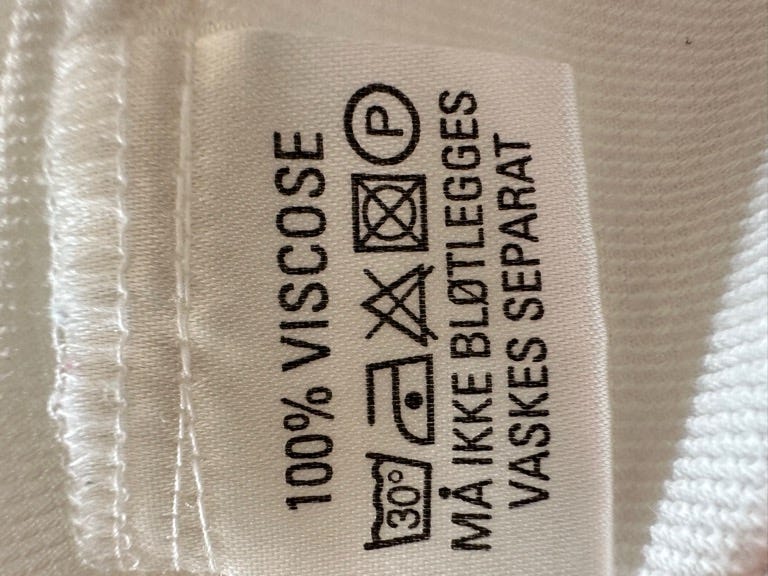 100% VISCOSE
30° P
MÅ IKKE BLØTLEGGES
VASKES SEPARAT